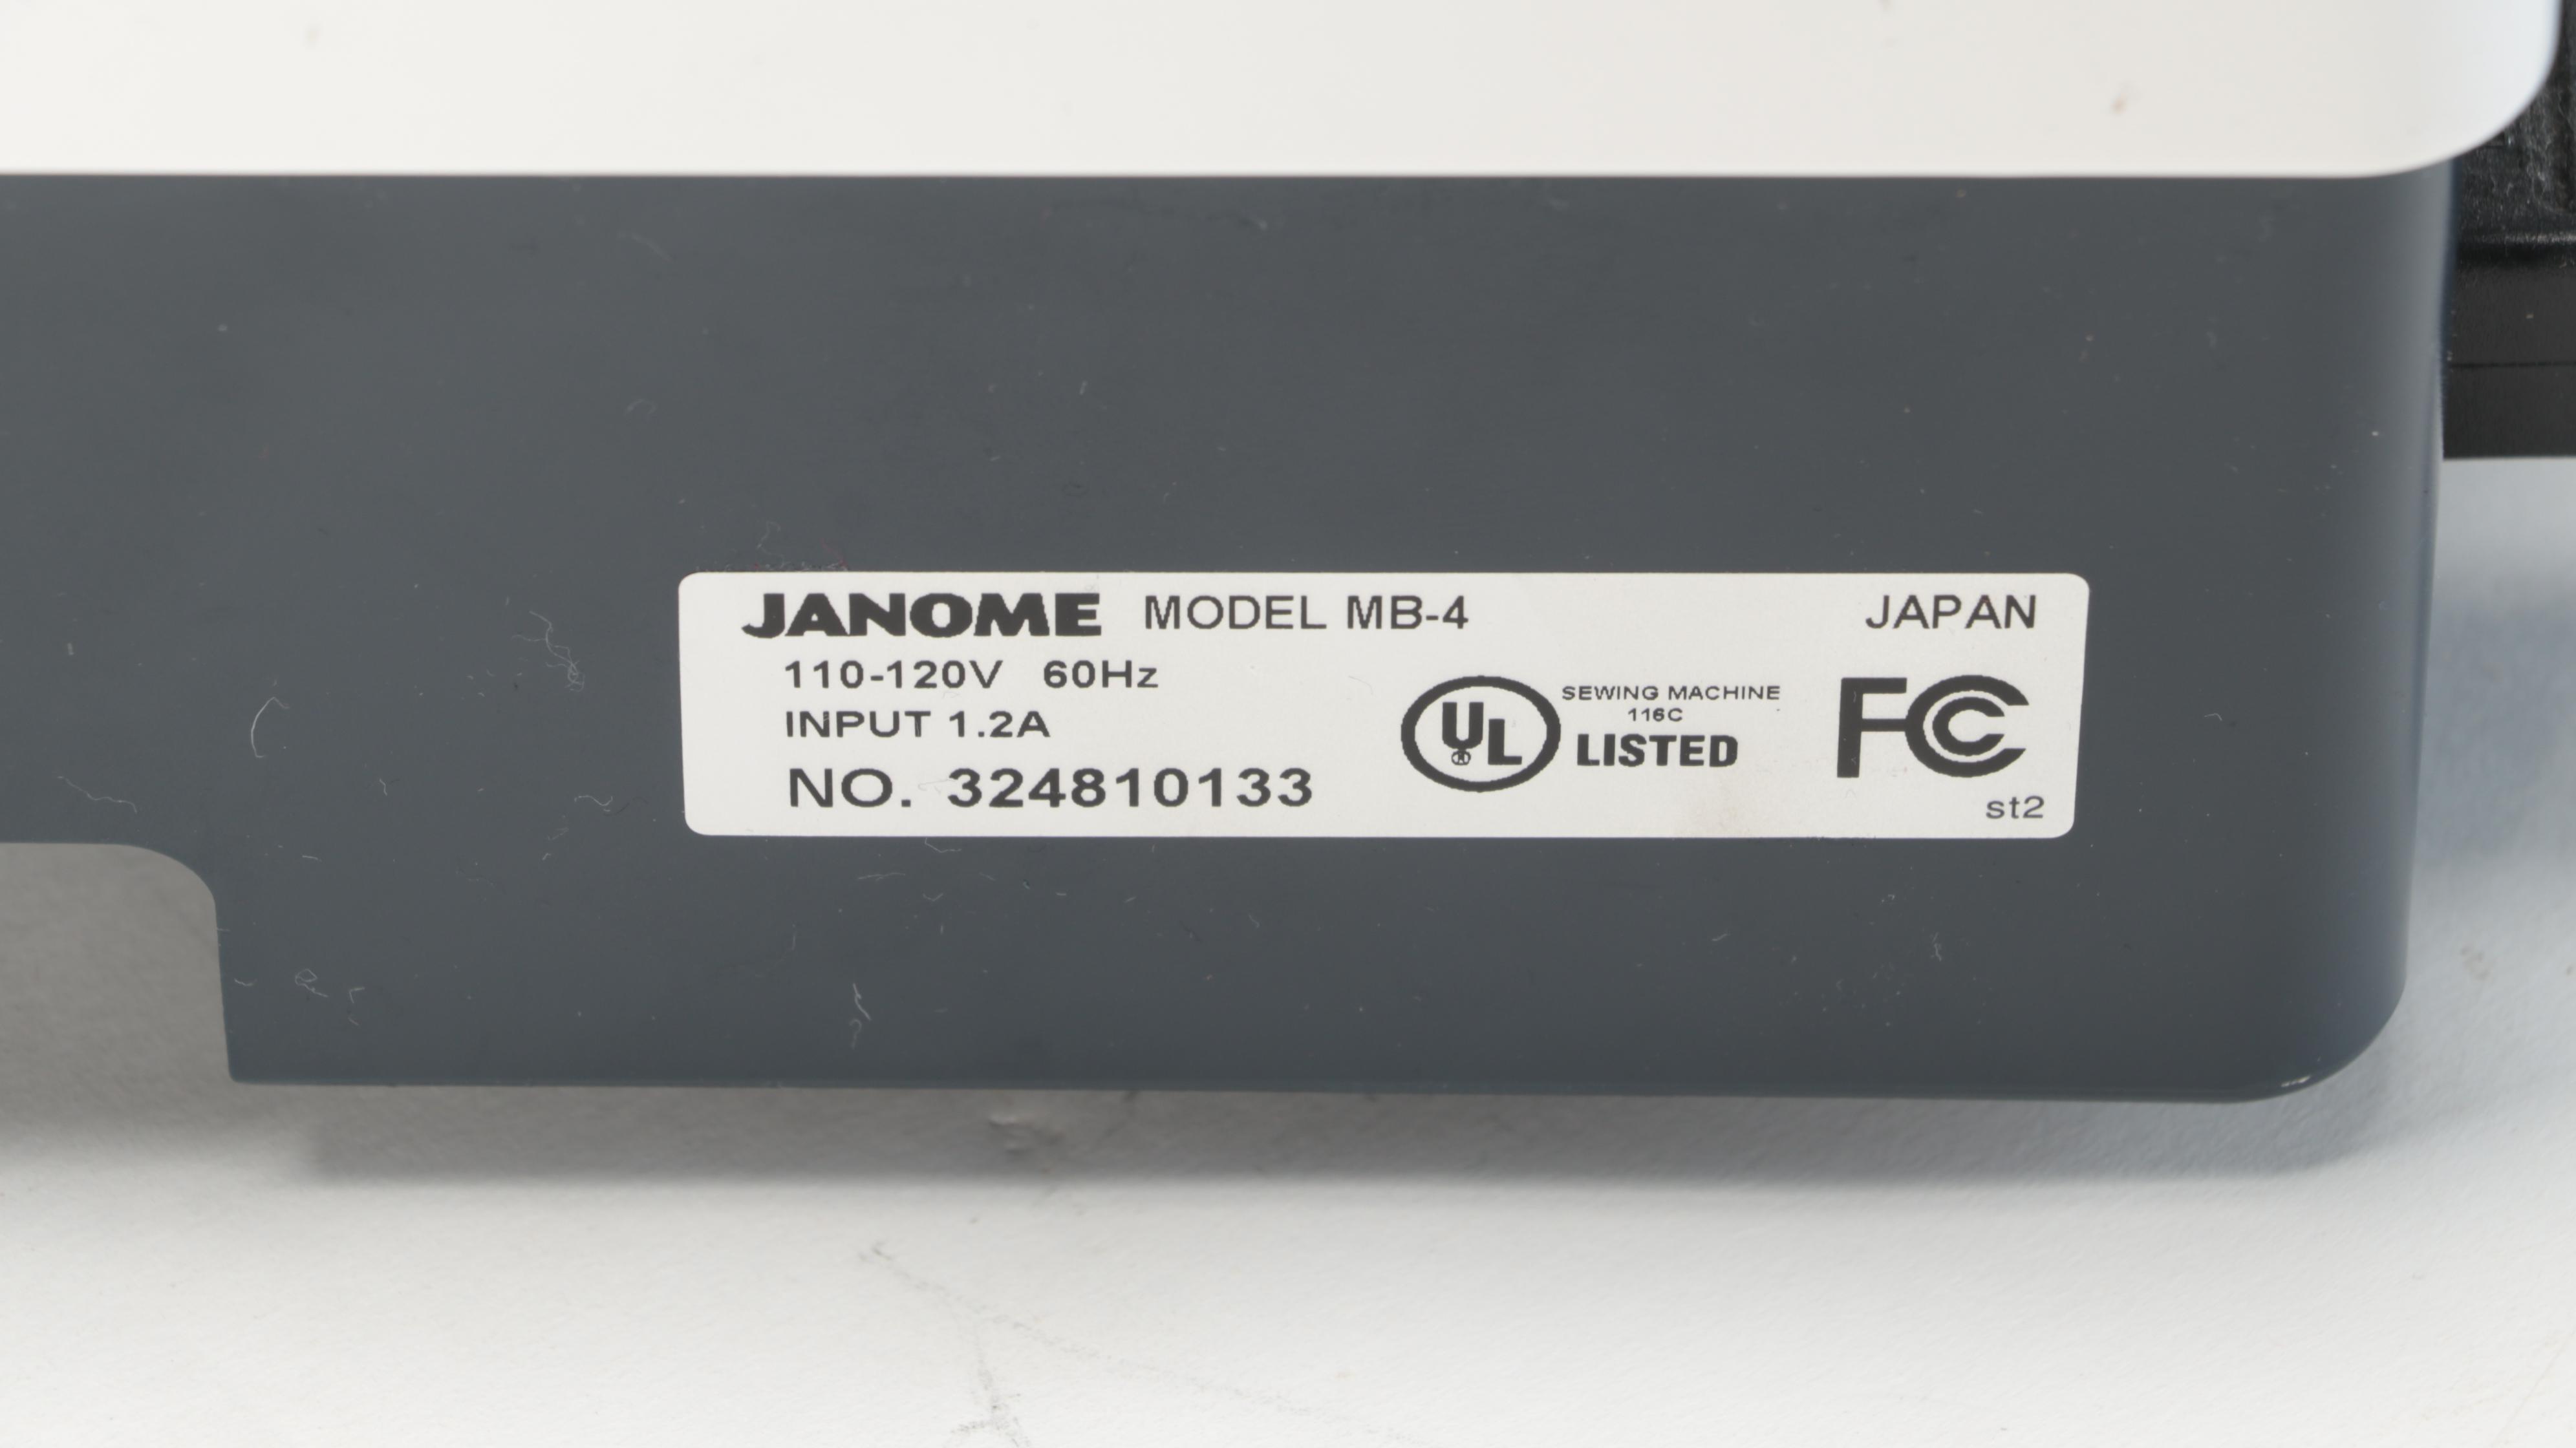 JANOME MODEL MB-4 JAPAN
110-120V 60Hz
INPUT 1.2A
NO. 324810133
UL ®
SEWING MACHINE
116C
LISTED
FC
st2